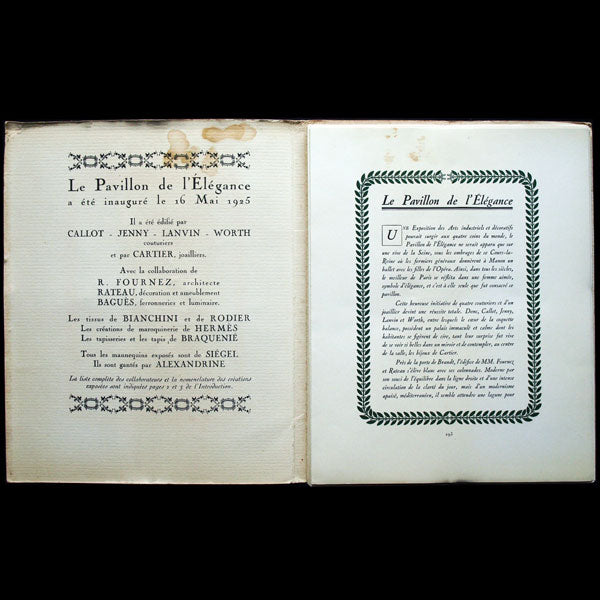 Le Pavillon de l'Élégance
a été inauguré le 16 Mai 1925
Il a été édifié par
CALLOT - JENNY - LANVIN - WORTH
couturiers
et par CARTIER, joailliers.
Avec la collaboration de
R. FOURNEZ, architecte
RATEAU, décoration et ameublement
BAGUÈS, ferronneries et luminaire.
Les tissus de BIANCHINI et de RODIER
Les créations de maroquinerie de HERMÈS
Les tapisseries et les tapis de BRAQUENIÉ
Tous les mannequins exposés sont de SIÉGEL
Ils sont gantés par ALEXANDRINE
La liste complète des collaborateurs et la nomenclature des créations
exposées sont indiquées pages 2 et 3 de l'Introduction.
Le Pavillon de l'Élégance
UNE Exposition des Arts industriels et décoratifs
pourrait surgir aux quatre coins du monde, le
Pavillon de l'Élégance ne serait apparu que sur
une rive de la Seine, sous les ombrages de ce Cours-la-
Reine où les fermiers généraux donnèrent à Manon un
ballet avec les filles de l'Opéra. Ainsi, dans tous les siècles,
le meilleur de Paris se réfléta dans une femme aimée,
symbole d'élégance, et c'est à elle seule que fut consacré ce
pavillon.
Cette heureuse initiative de quatre couturiers et d'un
joaillier devint une réussite totale. Donc, Callot, Jenny,
Lanvin et Worth, entre lesquels le cœur de la coquette
balance, possèdent un palais immaculé et calme dont les
habitantes se figèrent de cire, tant leur surprise fut vive
de se voir si belles dans un miroir et de contempler, au centre
de la salle, les bijoux de Cartier.
Près de la porte de Brandt, l'édifice de MM. Fournez
et Rateau s'élève blanc avec ses colonnades. Moderne par
son souci de l'équilibre dans la ligne droite et d'une intense
circulation de la clarté du jour, mais d'un modernisme
apaisé, méditerranéen, il semble attendre une lagune pour